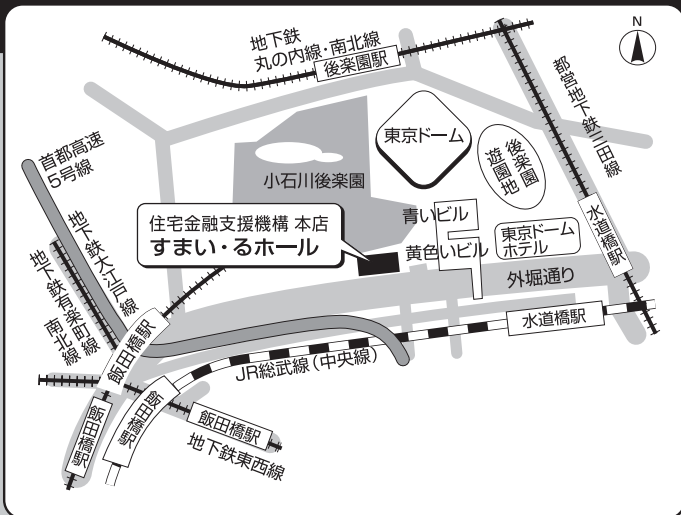 N
地下鉄
丸の内線・南北線
後楽園駅
都営地下鉄三田線
首都高速
5号線
東京ドーム
後楽園
遊園地
小石川後楽園
地下鉄大江戸線
青いビル
水道橋駅
住宅金融支援機構 本店
すまい・るホール
東京ドーム
ホテル
黄色いビル
地下鉄有楽町線
南北線
外堀通り
水道橋駅
飯田橋駅
JR総武線(中央線)
飯田橋駅
飯田橋駅
飯田橋駅
地下鉄東西線